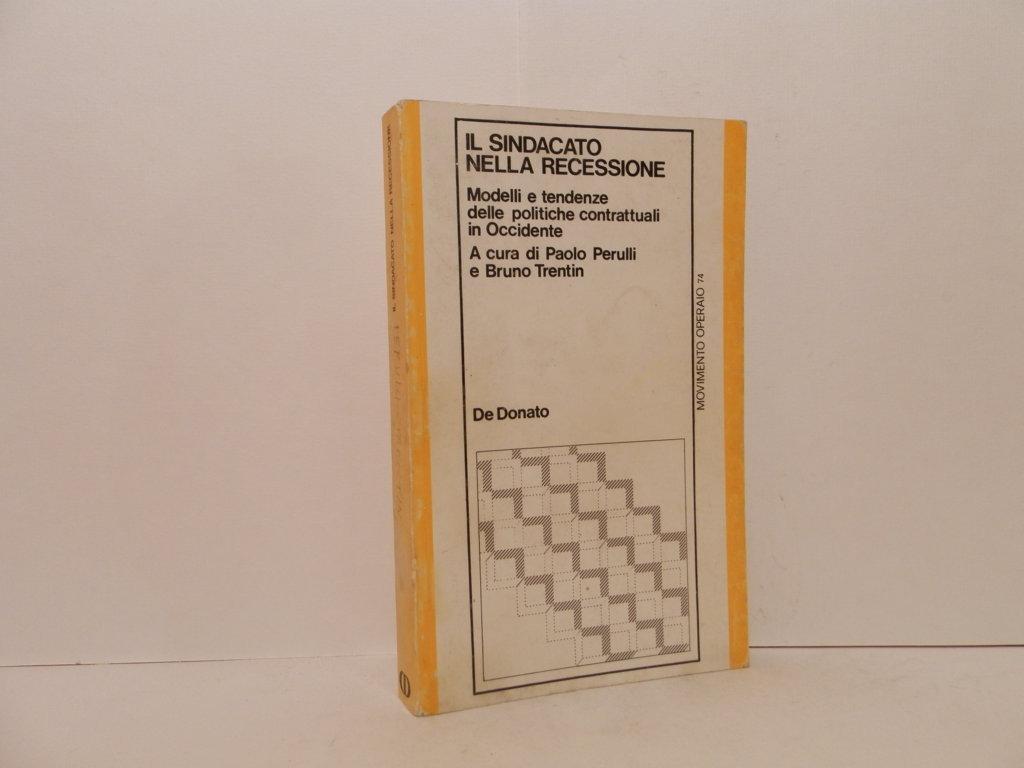 IL SINDACATO
NELLA RECESSIONE
Modelli e tendenze
delle politiche contrattuali
in Occidente
A cura di Paolo Perulli
e Bruno Trentin
De Donato
MOVIMENTO OPERAIO 74
IL SINDACATO NELLA RECESSIONE